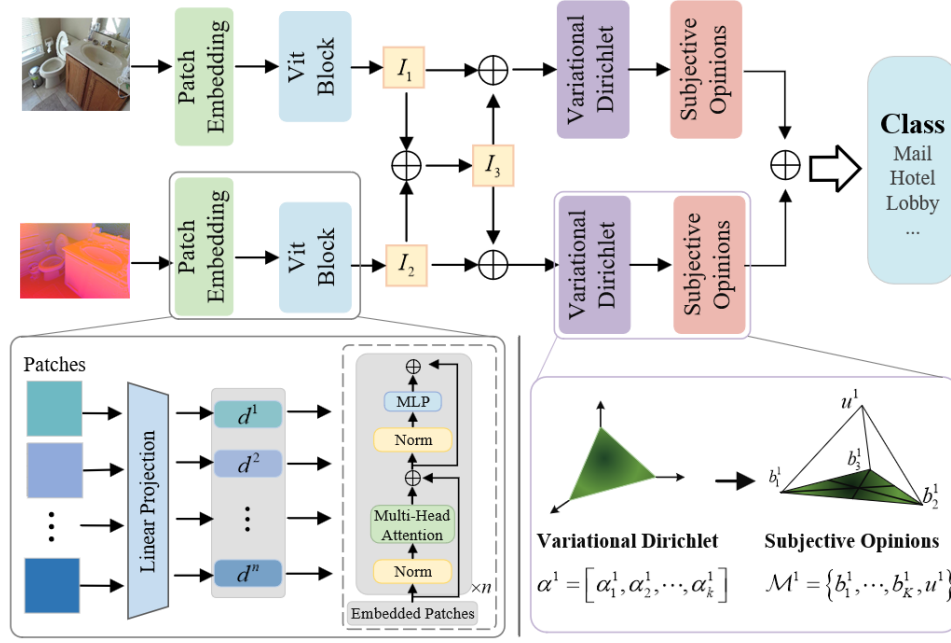 Patch
Embedding
Vit
Block
I₁
Variational
Dirichlet
Subjective
Opinions
I₃
Class
Mail
Hotel
Lobby
...
Patch
Embedding
Vit
Block
I₂
Variational
Dirichlet
Subjective
Opinions
Patches
Linear Projection
d¹
d²
dⁿ
MLP
Norm
Multi-Head
Attention
Norm
×n
Embedded Patches
u¹
b₁¹
b₃¹
b₂¹
Variational Dirichlet
α¹ = [α₁¹, α₂¹, ⋯, αₖ¹]
Subjective Opinions
ℳ¹ = {b₁¹, ⋯, b_K¹, u¹}